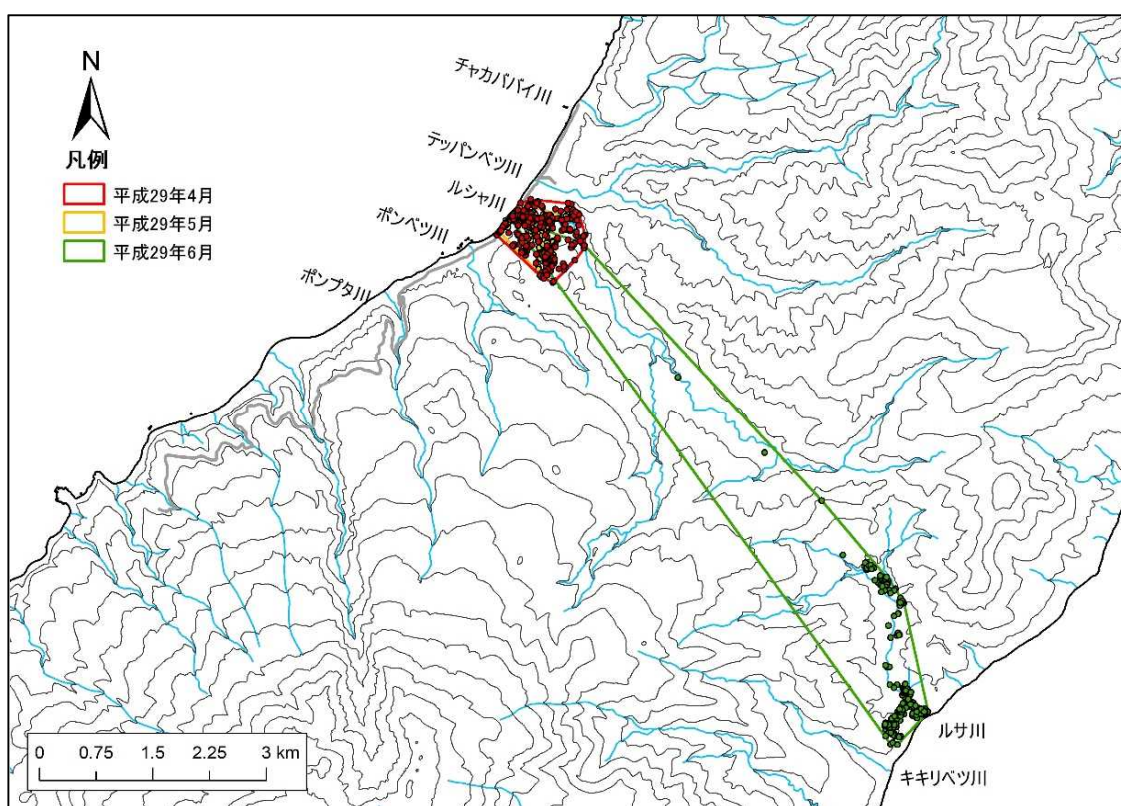 N
凡例
平成29年4月
平成29年5月
平成29年6月
チャカババイ川
テッパンベツ川
ルシャ川
ポンベツ川
ポンプタ川
ルサ川
キキリベツ川
0 0.75 1.5 2.25 3 km